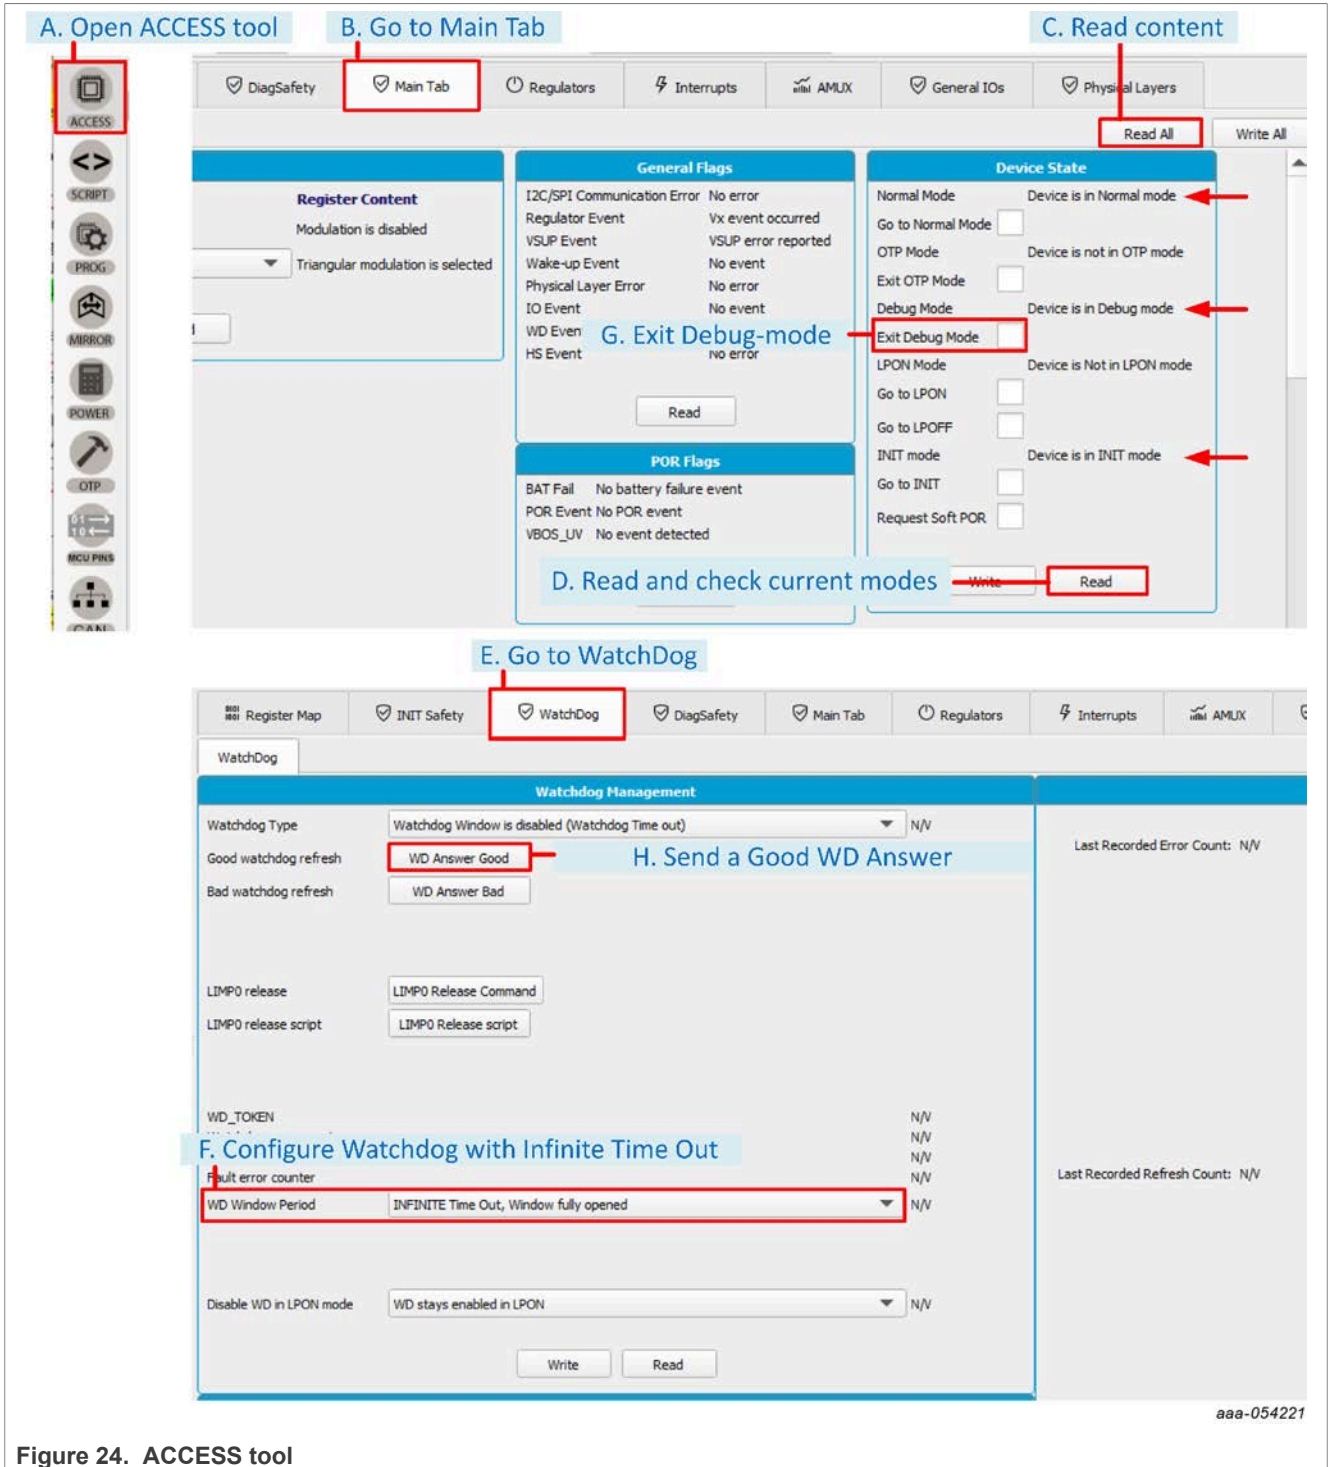 A. Open ACCESS tool
B. Go to Main Tab
C. Read content
ACCESS
SCRIPT
PROG
MIRROR
POWER
OTP
MCU PINS
DiagSafety
Main Tab
Regulators
Interrupts
AMUX
General IOs
Physical Layers
Read All
Write All
Register Content
Modulation is disabled
Triangular modulation is selected
General Flags
I2C/SPI Communication Error No error
Regulator Event Vx event occurred
VSUP Event VSUP error reported
Wake-up Event No event
Physical Layer Error No error
IO Event No event
WD Even
G. Exit Debug-mode
HS Event No error
Read
POR Flags
BAT Fail No battery failure event
POR Event No POR event
VBOS_UV No event detected
Device State
Normal Mode Device is in Normal mode
Go to Normal Mode
OTP Mode Device is not in OTP mode
Exit OTP Mode
Debug Mode Device is in Debug mode
Exit Debug Mode
LPON Mode Device is Not in LPON mode
Go to LPON
Go to LPOFF
INIT mode Device is in INIT mode
Go to INIT
Request Soft POR
D. Read and check current modes
Write
Read
E. Go to WatchDog
Register Map
INIT Safety
WatchDog
DiagSafety
Main Tab
Regulators
Interrupts
AMUX
WatchDog
Watchdog Management
Watchdog Type Watchdog Window is disabled (Watchdog Time out) N/V
Good watchdog refresh WD Answer Good
H. Send a Good WD Answer
Bad watchdog refresh WD Answer Bad
Last Recorded Error Count: N/V
LIMP0 release LIMP0 Release Command
LIMP0 release script LIMP0 Release script
WD_TOKEN N/V
N/V
F. Configure Watchdog with Infinite Time Out
N/V
Fault error counter N/V
Last Recorded Refresh Count: N/V
WD Window Period INFINITE Time Out, Window fully opened N/V
Disable WD in LPON mode WD stays enabled in LPON N/V
Write
Read
aaa-054221
Figure 24. ACCESS tool